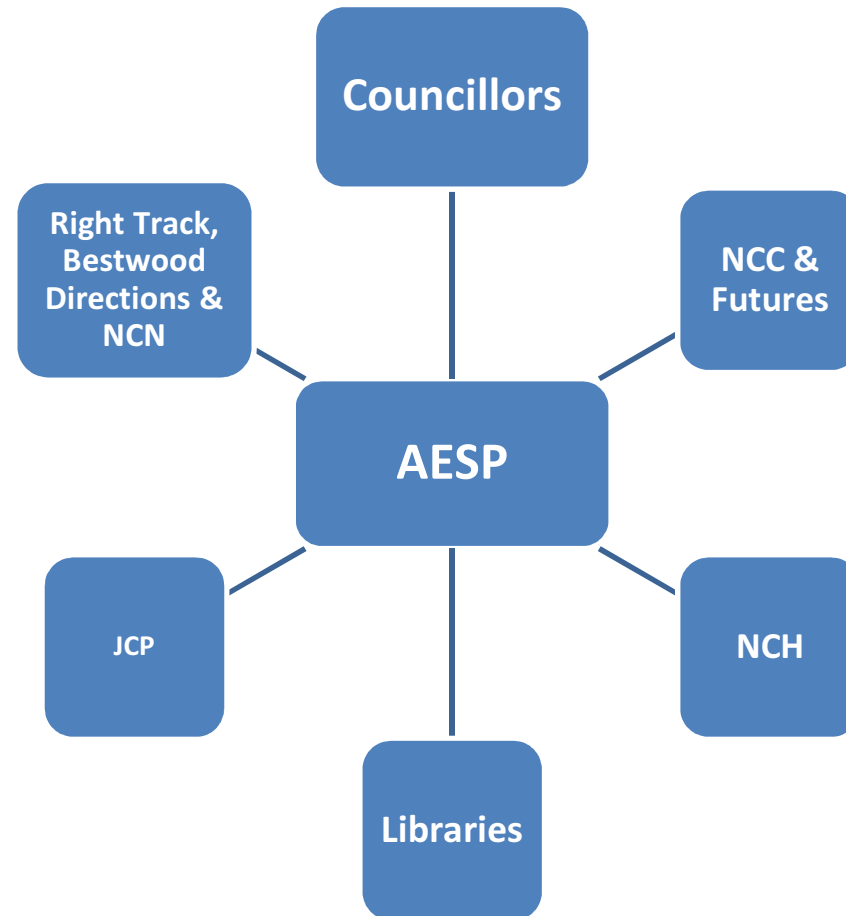 Councillors
Right Track,
Bestwood
Directions &
NCN
NCC &
Futures
AESP
JCP
NCH
Libraries